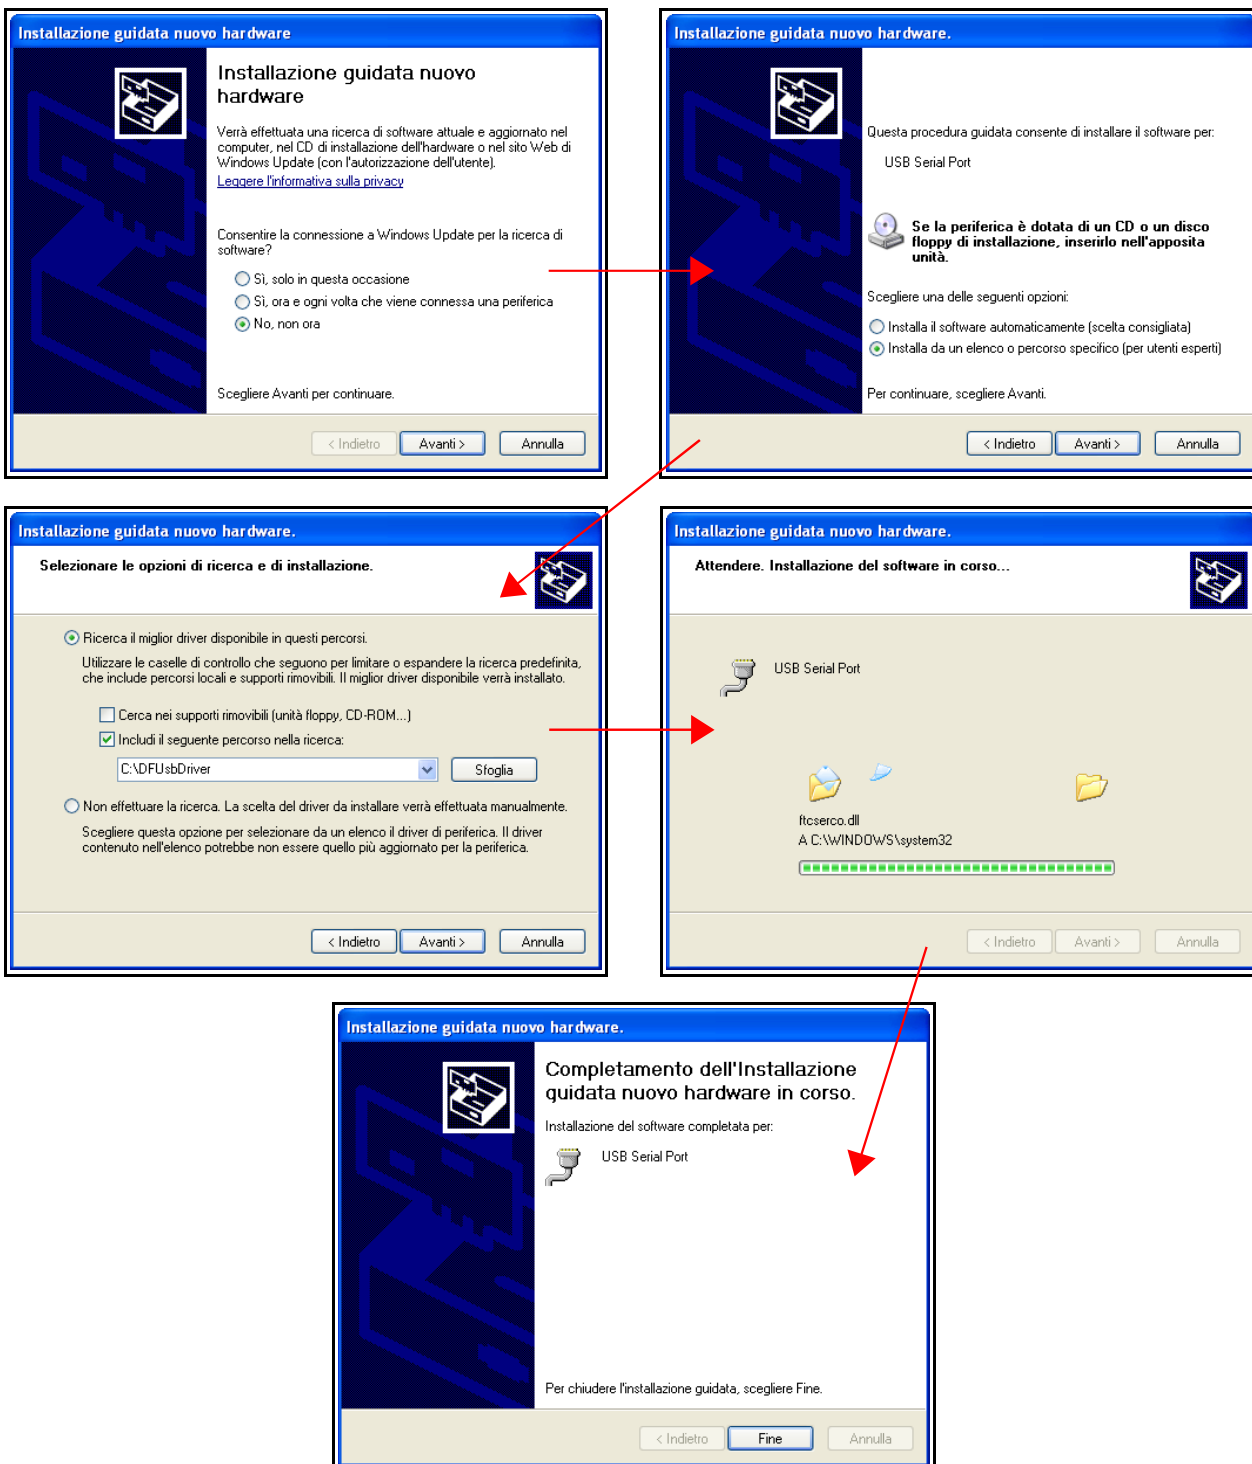 Installazione guidata nuovo hardware
Installazione guidata nuovo
hardware
Verrà effettuata una ricerca di software attuale e aggiornato nel
computer, nel CD di installazione dell'hardware o nel sito Web di
Windows Update (con l'autorizzazione dell'utente).
Leggere l'informativa sulla privacy
Consentire la connessione a Windows Update per la ricerca di
software?
Sì, solo in questa occasione
Sì, ora e ogni volta che viene connessa una periferica
No, non ora
Scegliere Avanti per continuare.
< Indietro
Avanti >
Annulla
Installazione guidata nuovo hardware.
Questa procedura guidata consente di installare il software per:
USB Serial Port
Se la periferica è dotata di un CD o un disco
floppy di installazione, inserirlo nell'apposita
unità.
Scegliere una delle seguenti opzioni:
Installa il software automaticamente (scelta consigliata)
Installa da un elenco o percorso specifico (per utenti esperti)
Per continuare, scegliere Avanti.
< Indietro
Avanti >
Annulla
Installazione guidata nuovo hardware.
Selezionare le opzioni di ricerca e di installazione.
Ricerca il miglior driver disponibile in questi percorsi.
Utilizzare le caselle di controllo che seguono per limitare o espandere la ricerca predefinita,
che include percorsi locali e supporti rimovibili. Il miglior driver disponibile verrà installato.
Cerca nei supporti rimovibili (unità floppy, CD-ROM...)
Includi il seguente percorso nella ricerca:
C:\DFUsbDriver
Sfoglia
Non effettuare la ricerca. La scelta del driver da installare verrà effettuata manualmente.
Scegliere questa opzione per selezionare da un elenco il driver di periferica. Il driver
contenuto nell'elenco potrebbe non essere quello più aggiornato per la periferica.
< Indietro
Avanti >
Annulla
Installazione guidata nuovo hardware.
Attendere. Installazione del software in corso...
USB Serial Port
ftcserco.dll
A C:\WINDOWS\system32
< Indietro
Avanti >
Annulla
Installazione guidata nuovo hardware.
Completamento dell'Installazione
guidata nuovo hardware in corso.
Installazione del software completata per:
USB Serial Port
Per chiudere l'installazione guidata, scegliere Fine.
< Indietro
Fine
Annulla